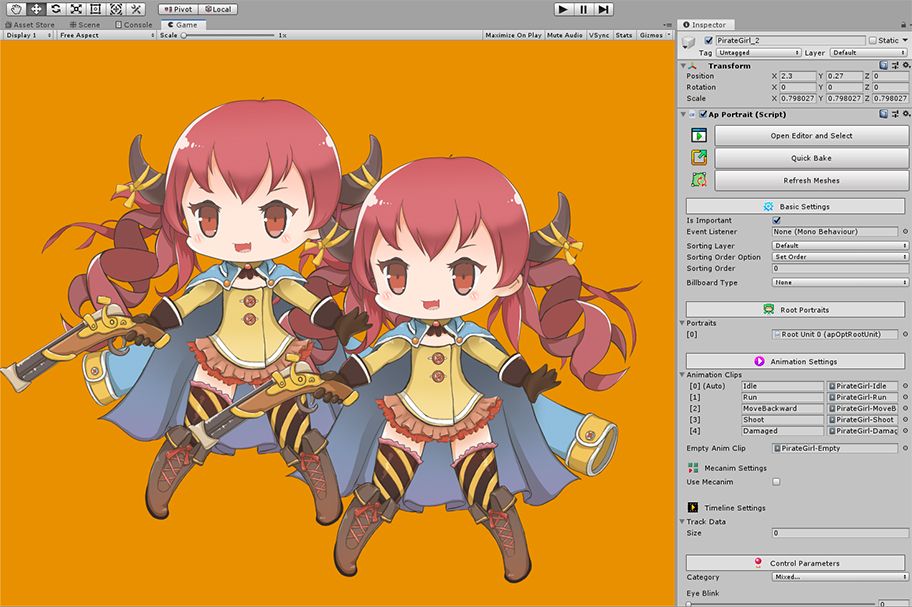 Pivot Local
Asset Store Scene Console Game
Display 1 Free Aspect Scale 1x Maximize On Play Mute Audio VSync Stats Gizmos
Inspector
PirateGirl_2 Static
Tag Untagged Layer Default
Transform
Position X 2.3 Y 0.27 Z 0
Rotation X 0 Y 0 Z 0
Scale X 0.798027 Y 0.798027 Z 0.798027
Ap Portrait (Script)
Open Editor and Select
Quick Bake
Refresh Meshes
Basic Settings
Is Important
Event Listener None (Mono Behaviour)
Sorting Layer Default
Sorting Order Option Set Order
Sorting Order 0
Billboard Type None
Root Portraits
Portraits
[0] Root Unit 0 (apOptRootUnit)
Animation Settings
Animation Clips
[0] (Auto) Idle PirateGirl-Idle
[1] Run PirateGirl-Run
[2] MoveBackward PirateGirl-MoveB
[3] Shoot PirateGirl-Shoot
[4] Damaged PirateGirl-Damag
Empty Anim Clip PirateGirl-Empty
Mecanim Settings
Use Mecanim
Timeline Settings
Track Data
Size 0
Control Parameters
Category Mixed...
Eye Blink
0